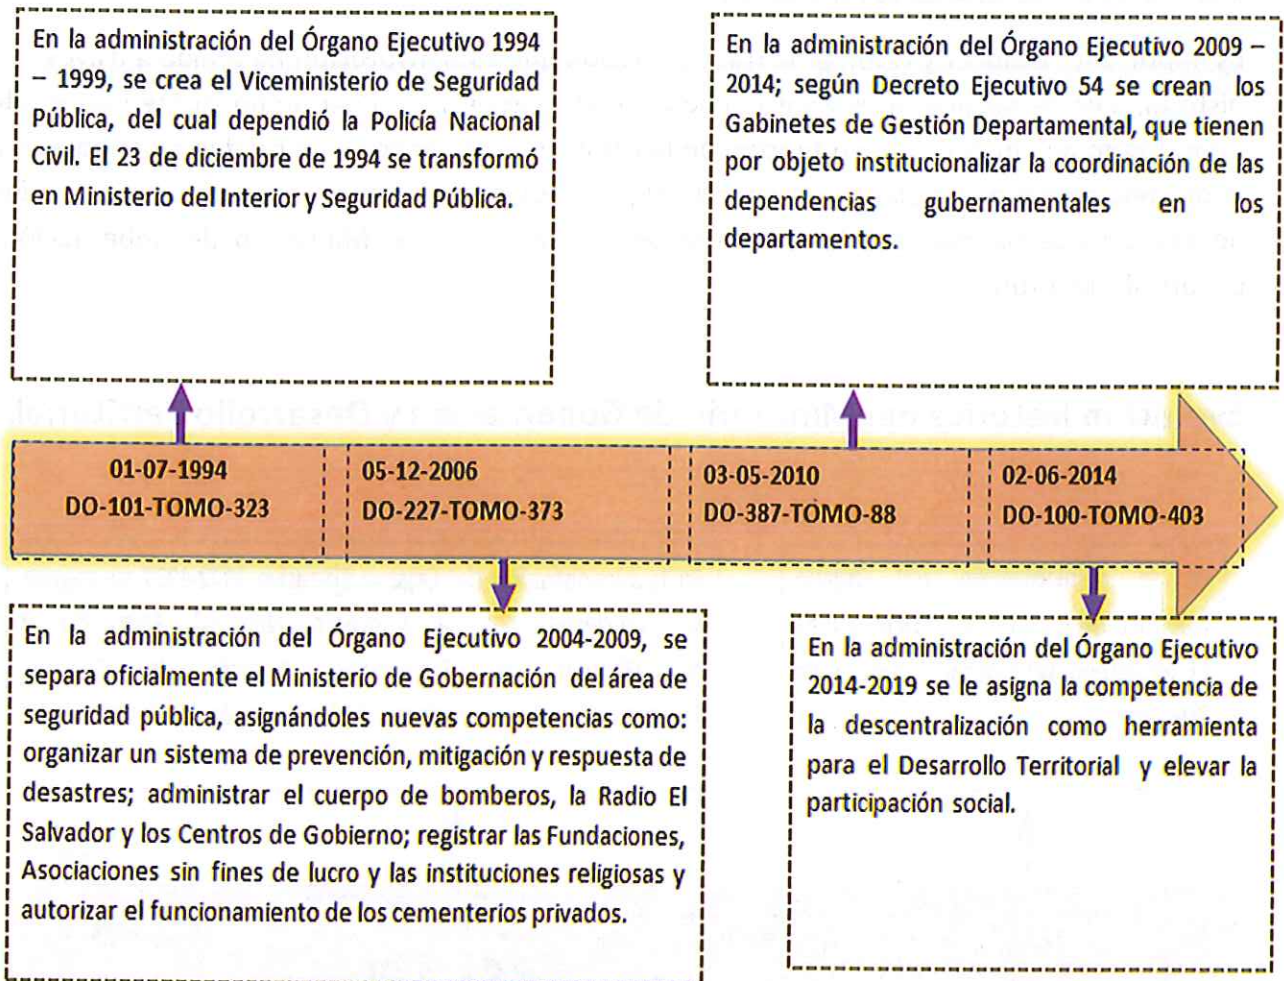 En la administración del Órgano Ejecutivo 1994
– 1999, se crea el Viceministerio de Seguridad
Pública, del cual dependió la Policía Nacional
Civil. El 23 de diciembre de 1994 se transformó
en Ministerio del Interior y Seguridad Pública.
En la administración del Órgano Ejecutivo 2009 –
2014; según Decreto Ejecutivo 54 se crean los
Gabinetes de Gestión Departamental, que tienen
por objeto institucionalizar la coordinación de las
dependencias gubernamentales en los
departamentos.
01-07-1994
DO-101-TOMO-323
05-12-2006
DO-227-TOMO-373
03-05-2010
DO-387-TOMO-88
02-06-2014
DO-100-TOMO-403
En la administración del Órgano Ejecutivo 2004-2009, se
separa oficialmente el Ministerio de Gobernación del área de
seguridad pública, asignándoles nuevas competencias como:
organizar un sistema de prevención, mitigación y respuesta de
desastres; administrar el cuerpo de bomberos, la Radio El
Salvador y los Centros de Gobierno; registrar las Fundaciones,
Asociaciones sin fines de lucro y las instituciones religiosas y
autorizar el funcionamiento de los cementerios privados.
En la administración del Órgano Ejecutivo
2014-2019 se le asigna la competencia de
la descentralización como herramienta
para el Desarrollo Territorial y elevar la
participación social.